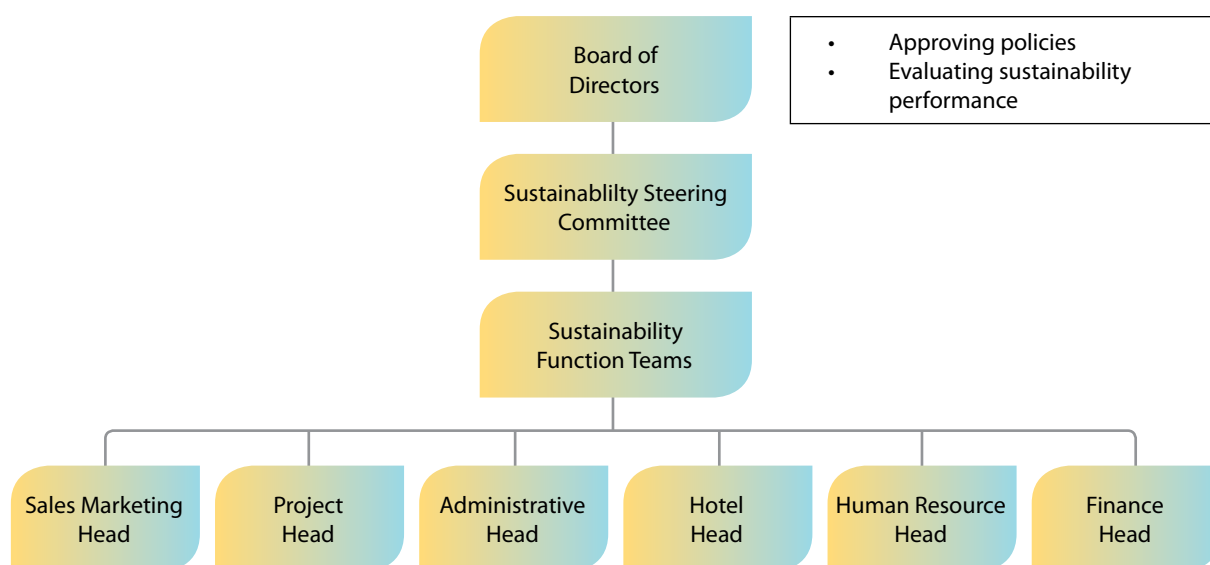 Board of
Directors
• Approving policies
• Evaluating sustainability
performance
Sustainablilty Steering
Committee
Sustainability
Function Teams
Sales Marketing
Head
Project
Head
Administrative
Head
Hotel
Head
Human Resource
Head
Finance
Head